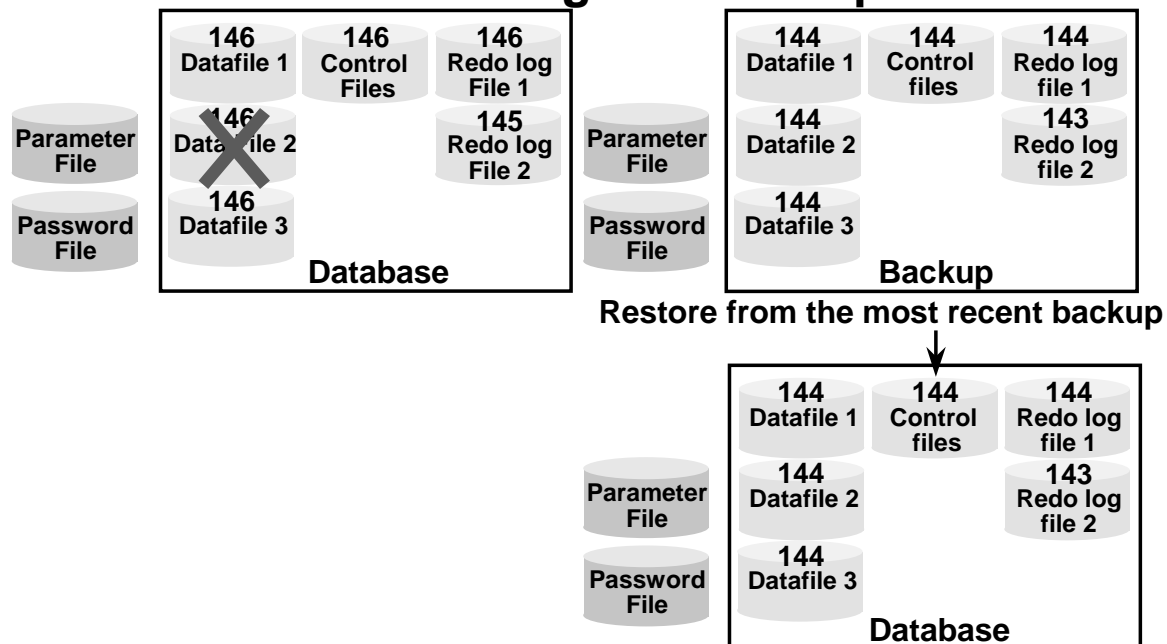 146
Datafile 1
146
Control
Files
146
Redo log
File 1
146
Datafile 2
145
Redo log
File 2
146
Datafile 3
Parameter
File
Password
File
Database
144
Datafile 1
144
Control
files
144
Redo log
file 1
144
Datafile 2
143
Redo log
file 2
144
Datafile 3
Parameter
File
Password
File
Backup
Restore from the most recent backup
144
Datafile 1
144
Control
files
144
Redo log
file 1
144
Datafile 2
143
Redo log
file 2
144
Datafile 3
Parameter
File
Password
File
Database